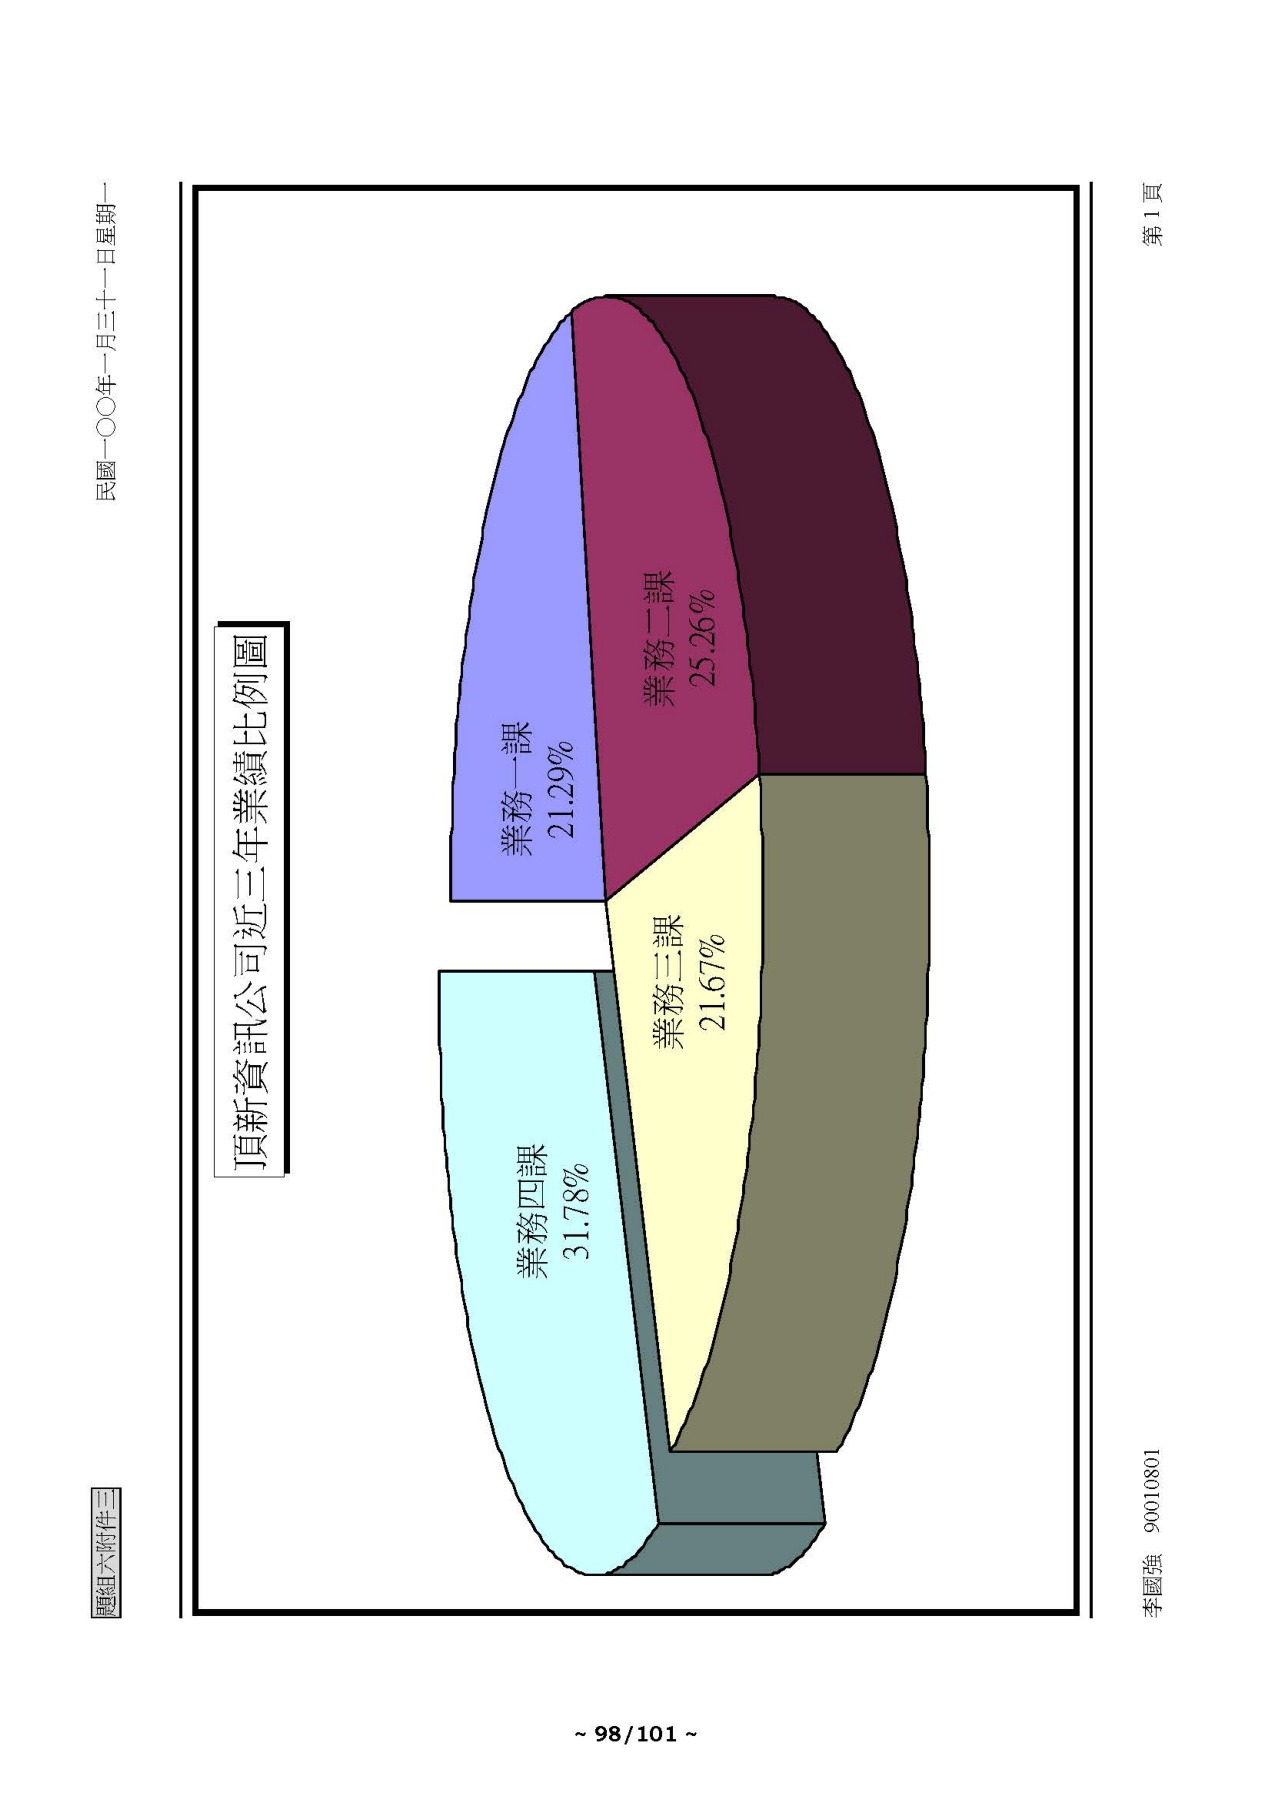 題組六附件三
民國一○○年一月三十一日星期一
頂新資訊公司近三年業績比例圖
業務四課
31.78%
業務一課
21.29%
業務三課
21.67%
業務二課
25.26%
李國強 90010801
第 1 頁
~ 98/101 ~